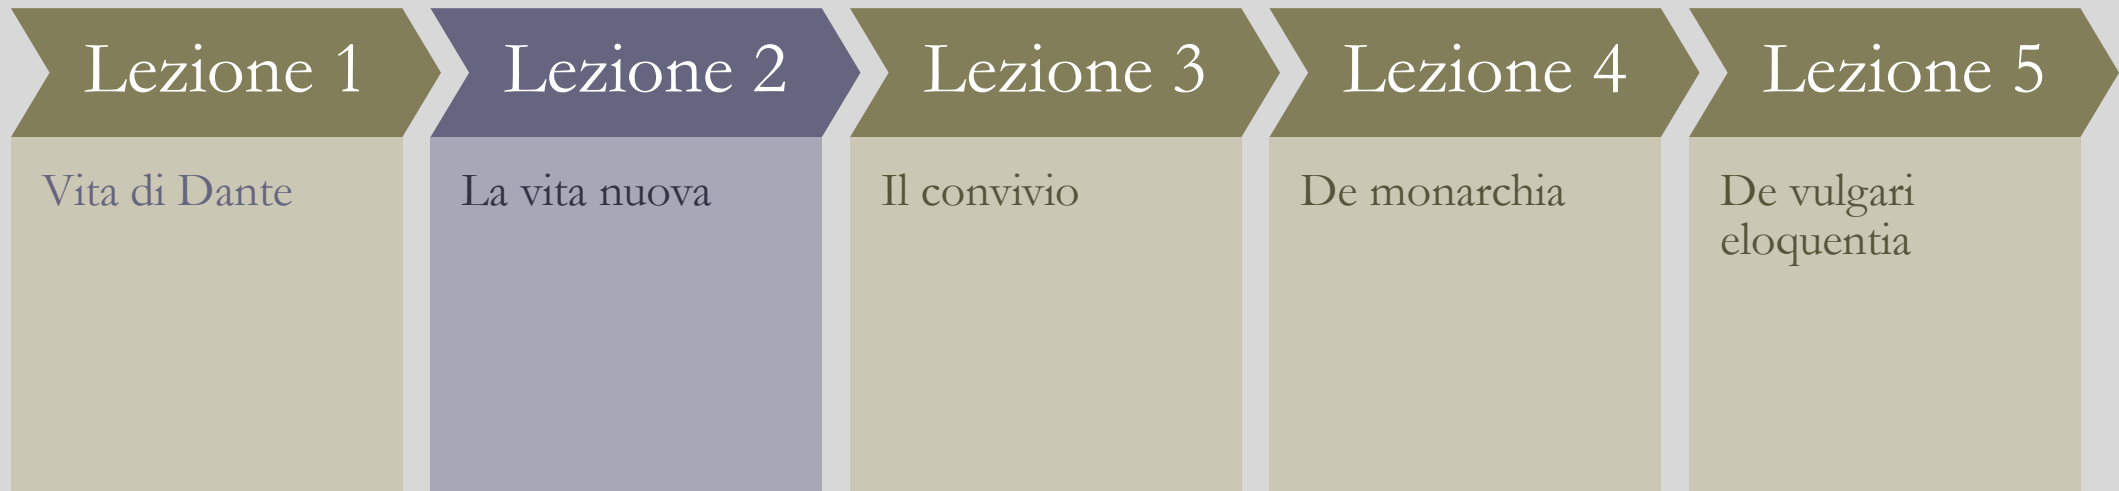 Lezione 1
Lezione 2
Lezione 3
Lezione 4
Lezione 5
Vita di Dante
La vita nuova
Il convivio
De monarchia
De vulgari
eloquentia